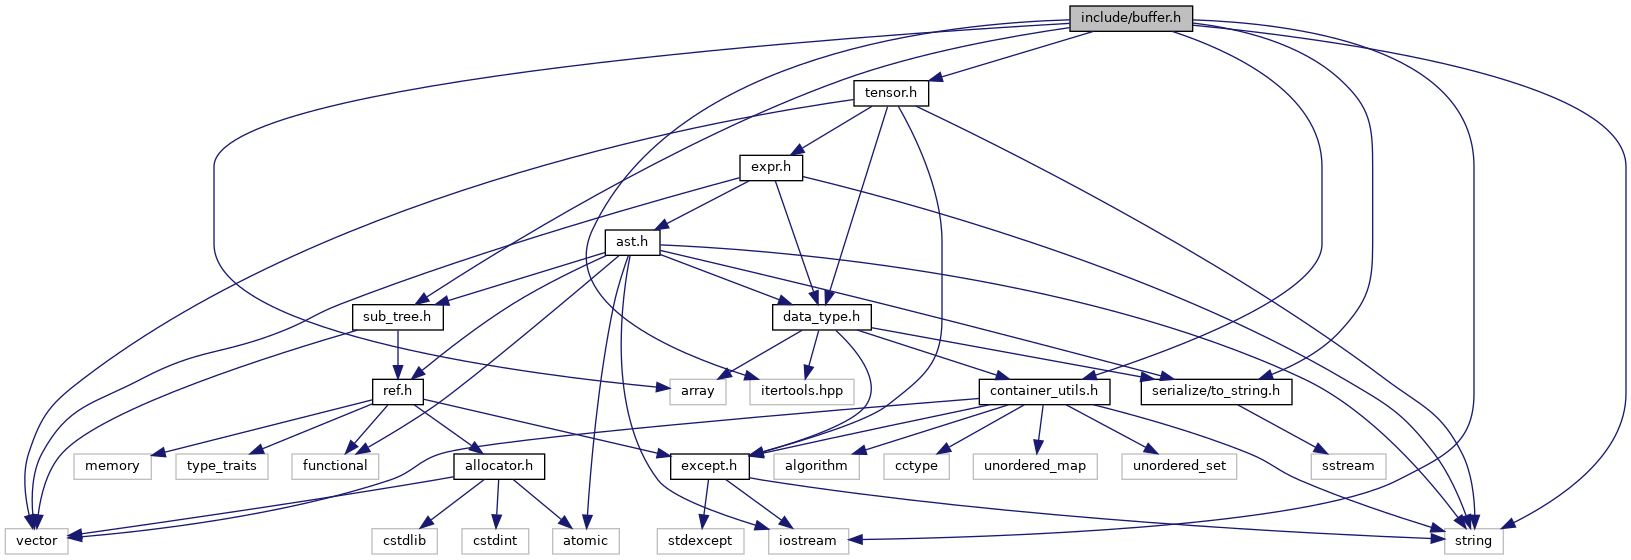 include/buffer.h
tensor.h
expr.h
ast.h
sub_tree.h
data_type.h
ref.h
array
itertools.hpp
container_utils.h
serialize/to_string.h
memory
type_traits
functional
allocator.h
except.h
algorithm
cctype
unordered_map
unordered_set
sstream
vector
cstdlib
cstdint
atomic
stdexcept
iostream
string